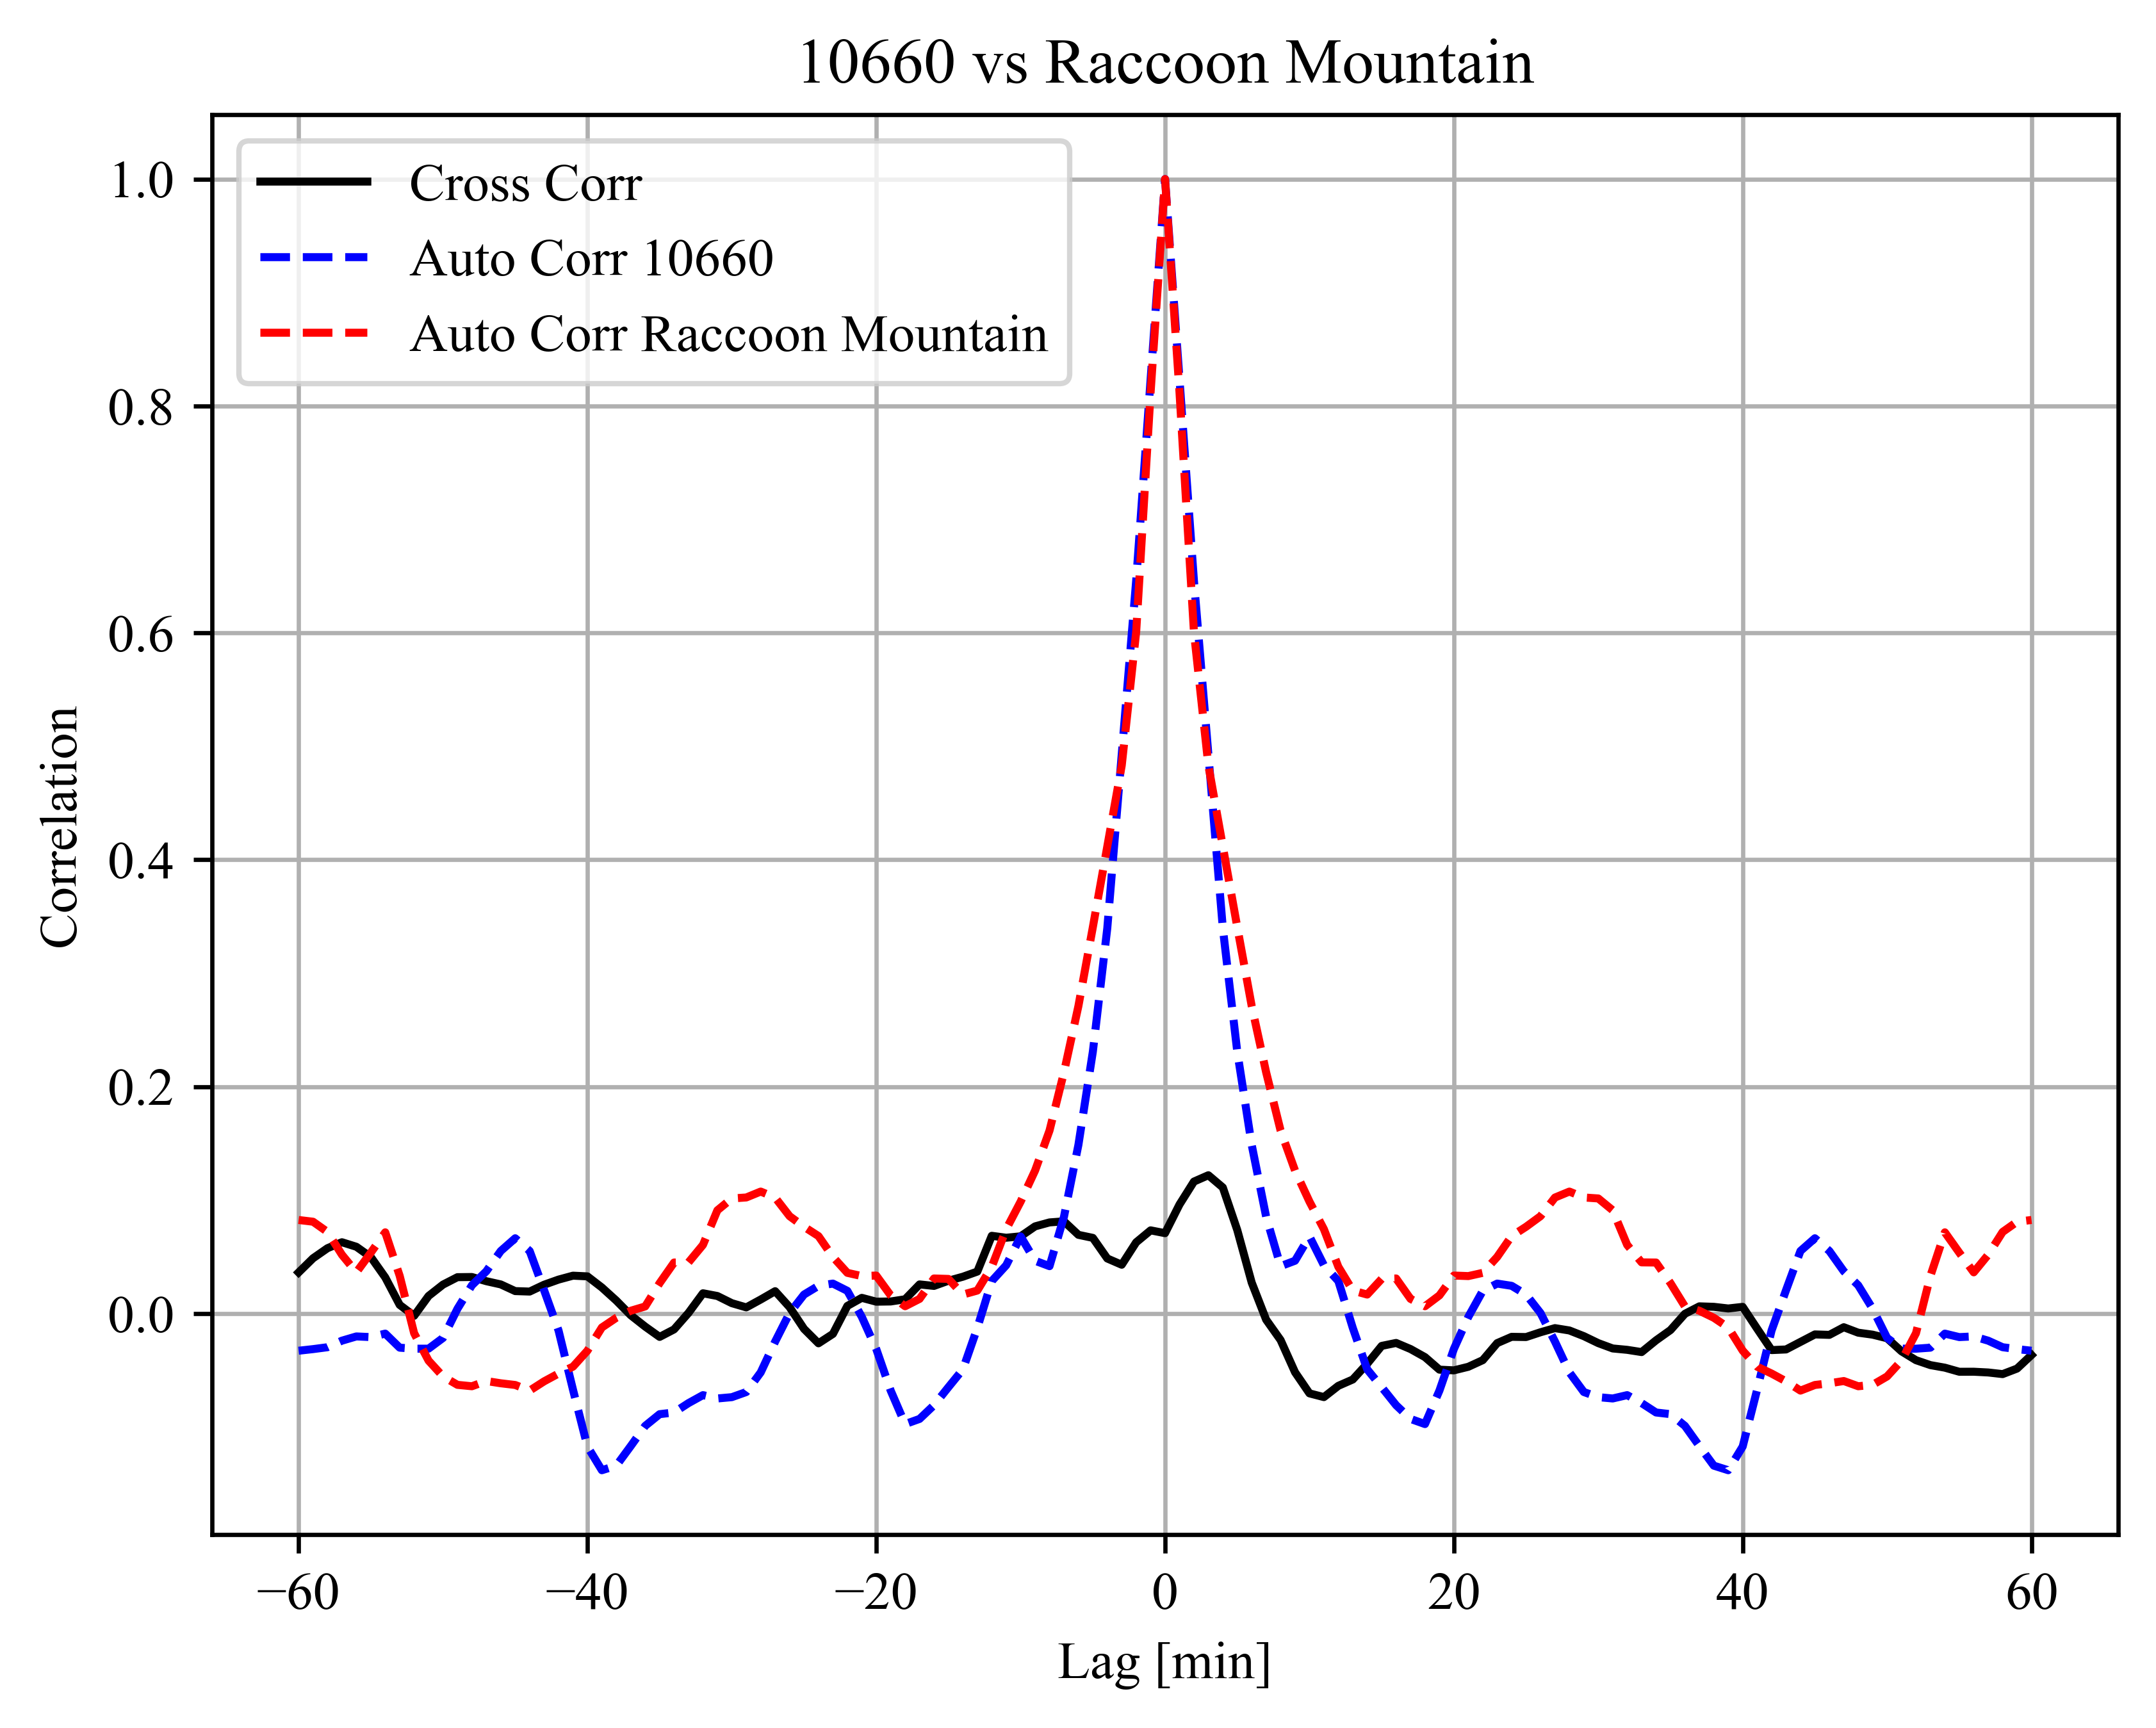 10660 vs Raccoon Mountain
Cross Corr
Auto Corr 10660
Auto Corr Raccoon Mountain
1.0
0.8
0.6
0.4
0.2
0.0
Correlation
−60
−40
−20
0
20
40
60
Lag [min]